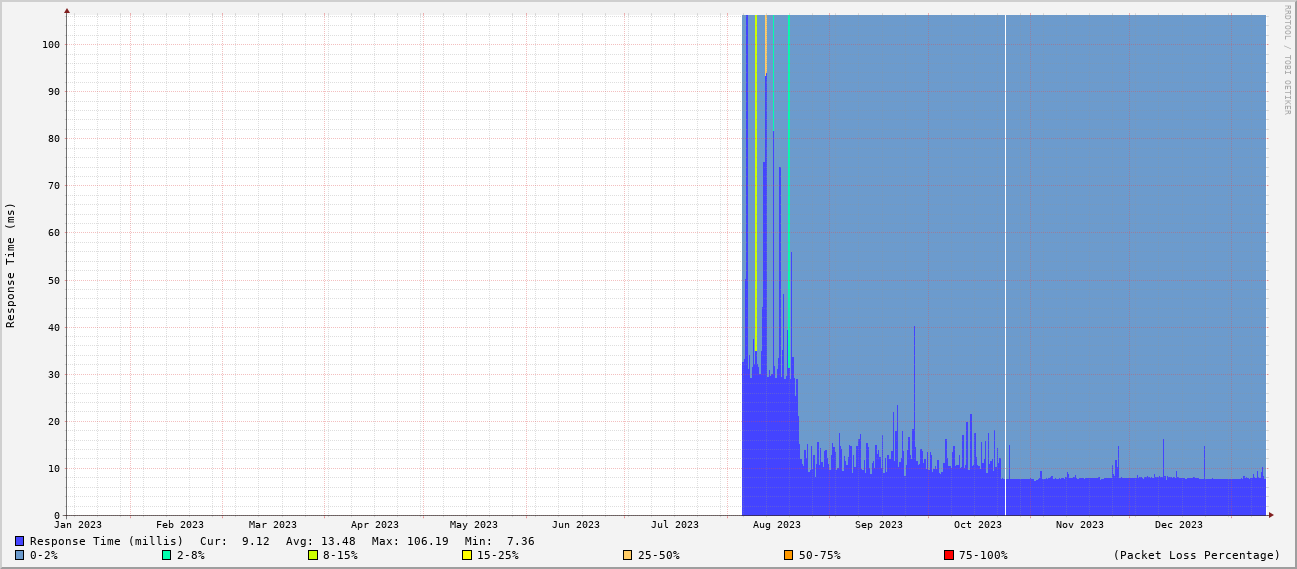 RRDTOOL / TOBI OETIKER
Response Time (ms)
100
90
80
70
60
50
40
30
20
10
0
Jan 2023 Feb 2023 Mar 2023 Apr 2023 May 2023 Jun 2023 Jul 2023 Aug 2023 Sep 2023 Oct 2023 Nov 2023 Dec 2023
Response Time (millis) Cur: 9.12 Avg: 13.48 Max: 106.19 Min: 7.36
0-2% 2-8% 8-15% 15-25% 25-50% 50-75% 75-100% (Packet Loss Percentage)